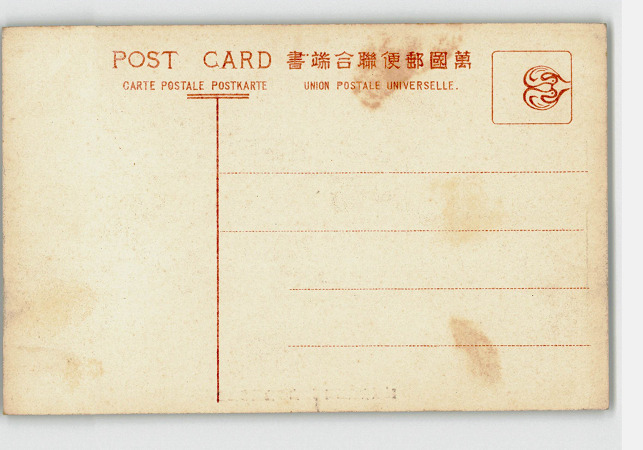 POST CARD 書端合聯便郵國萬
CARTE POSTALE POSTKARTE UNION POSTALE UNIVERSELLE.